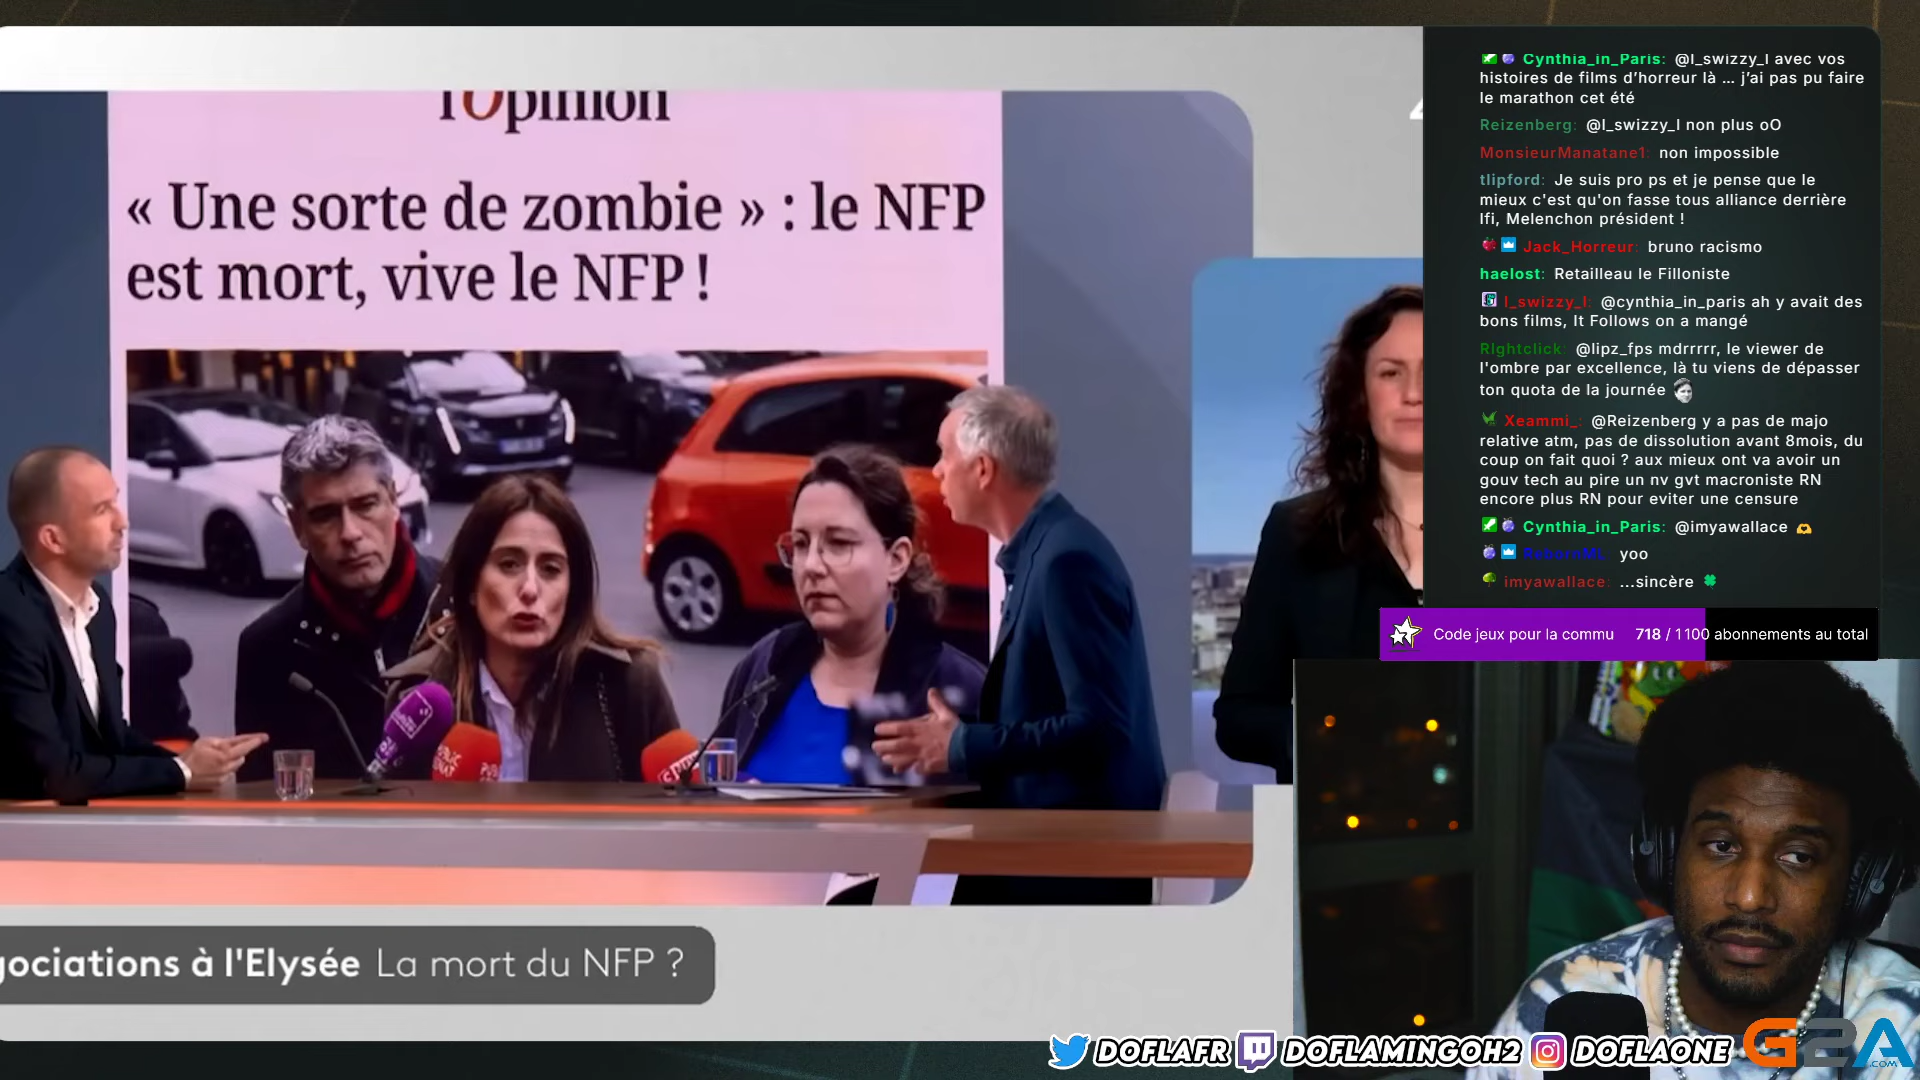 l'Opinion
« Une sorte de zombie » : le NFP
est mort, vive le NFP !
gociations à l'Elysée La mort du NFP ?
Cynthia_in_Paris: @l_swizzy_l avec vos
histoires de films d'horreur là ... j'ai pas pu faire
le marathon cet été
Reizenberg: @l_swizzy_l non plus oO
MonsieurManatane1: non impossible
tlipford: Je suis pro ps et je pense que le
mieux c'est qu'on fasse tous alliance derrière
lfi, Melenchon président !
Jack_Horreur: bruno racismo
haelost: Retailleau le Filloniste
l_swizzy_l: @cynthia_in_paris ah y avait des
bons films, It Follows on a mangé
RIghtclick: @lipz_fps mdrrrrr, le viewer de
l'ombre par excellence, là tu viens de dépasser
ton quota de la journée
Xeammi_: @Reizenberg y a pas de majo
relative atm, pas de dissolution avant 8mois, du
coup on fait quoi ? aux mieux ont va avoir un
gouv tech au pire un nv gvt macroniste RN
encore plus RN pour eviter une censure
Cynthia_in_Paris: @imyawallace
yoo
imyawallace: ...sincère
Code jeux pour la commu 718 / 1100 abonnements au total
DOFLAFR DOFLAMINGOH2 DOFLAONE G2A
.COM